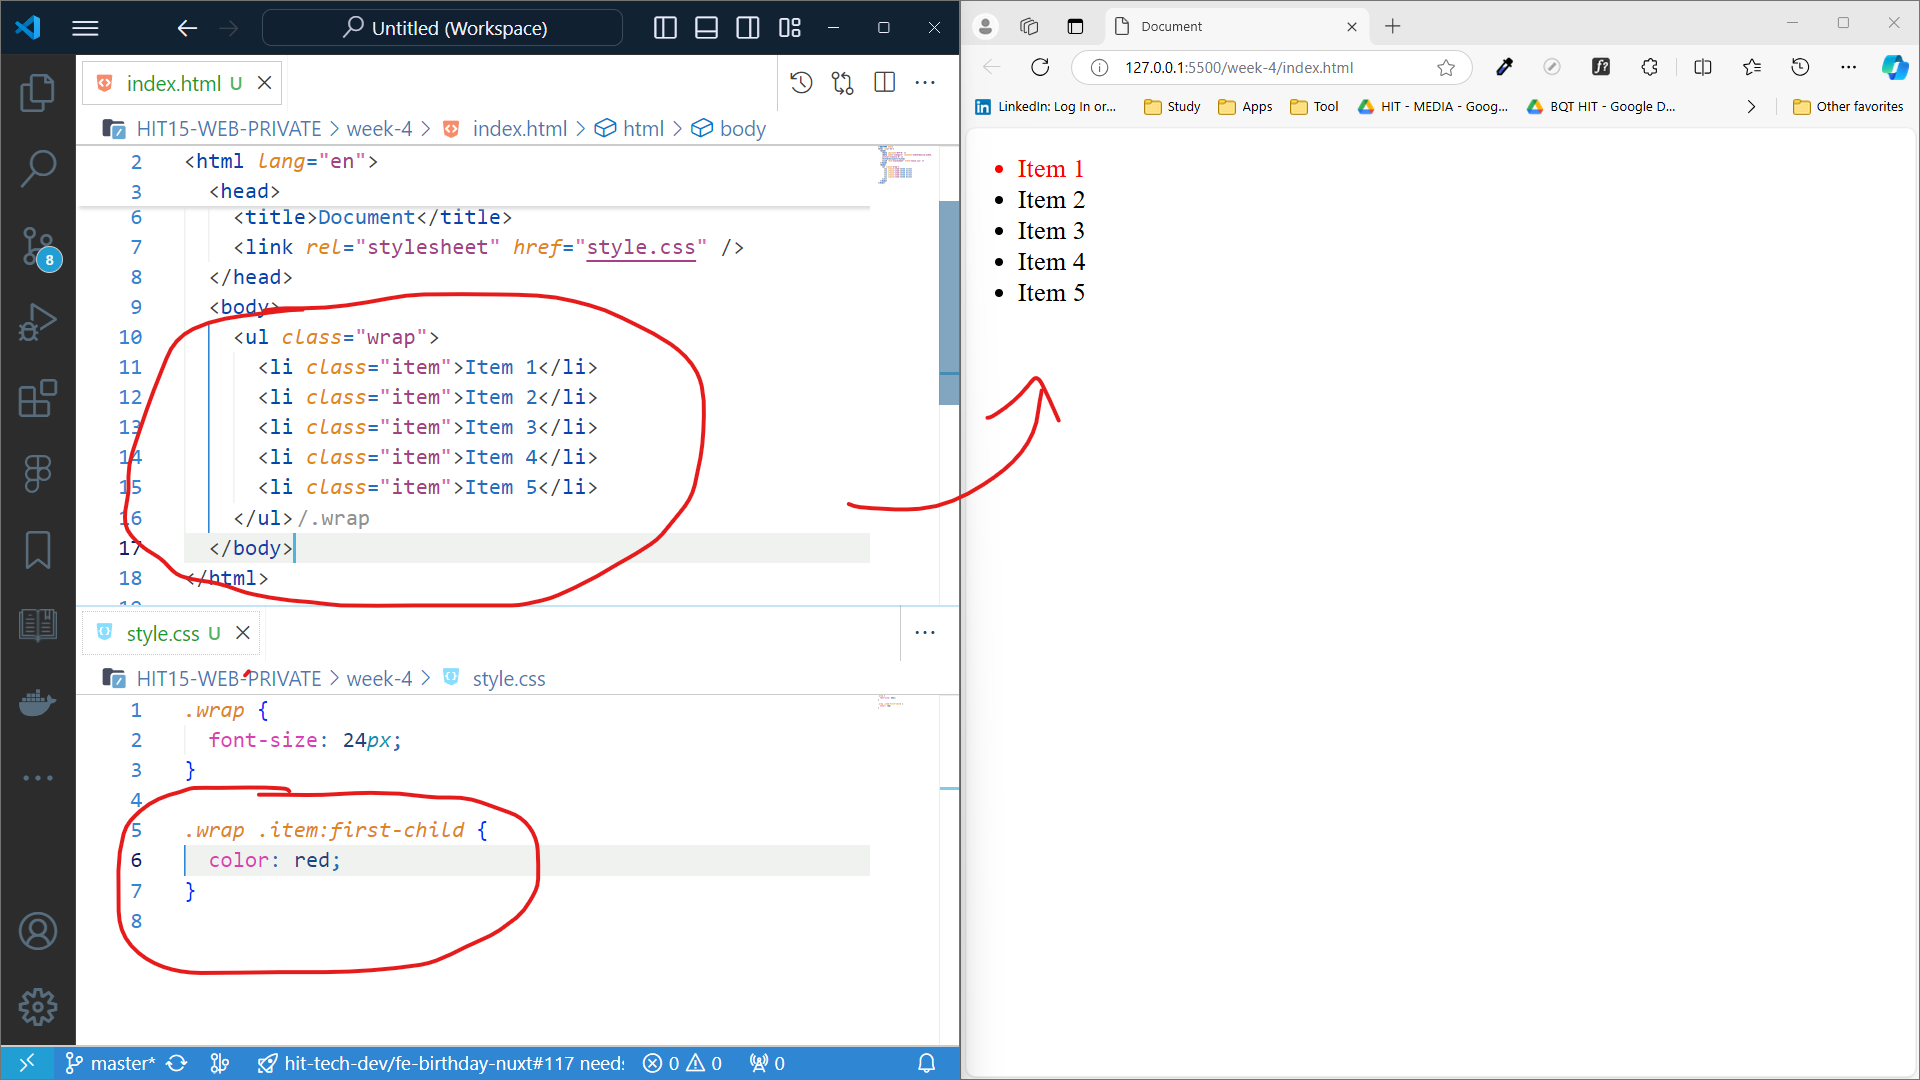 Untitled (Workspace)
index.html U
HIT15-WEB-PRIVATE > week-4 > index.html > html > body
2 <html lang="en">
3 <head>
6 <title>Document</title>
7 <link rel="stylesheet" href="style.css" />
8 </head>
9 <body>
10 <ul class="wrap">
11 <li class="item">Item 1</li>
12 <li class="item">Item 2</li>
13 <li class="item">Item 3</li>
14 <li class="item">Item 4</li>
15 <li class="item">Item 5</li>
16 </ul>/.wrap
17 </body>
18 </html>
8
style.css U
HIT15-WEB-PRIVATE > week-4 > style.css
1 .wrap {
2 font-size: 24px;
3 }
4
5 .wrap .item:first-child {
6 color: red;
7 }
8
master* hit-tech-dev/fe-birthday-nuxt#117 needs 0 0 0
Document
127.0.0.1:5500/week-4/index.html
LinkedIn: Log In or... Study Apps Tool HIT - MEDIA - Goog... BQT HIT - Google D... Other favorites
Item 1
Item 2
Item 3
Item 4
Item 5